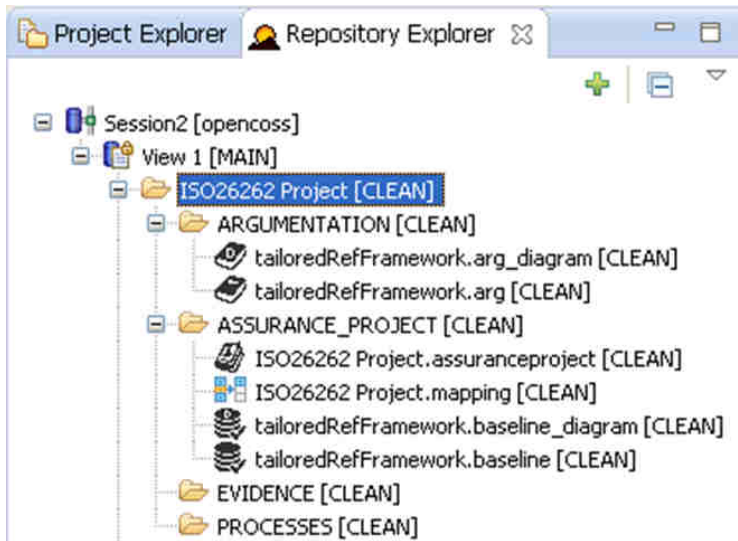 Project Explorer Repository Explorer
Session2 [opencoss]
View 1 [MAIN]
ISO26262 Project [CLEAN]
ARGUMENTATION [CLEAN]
tailoredRefFramework.arg_diagram [CLEAN]
tailoredRefFramework.arg [CLEAN]
ASSURANCE_PROJECT [CLEAN]
ISO26262 Project.assuranceproject [CLEAN]
ISO26262 Project.mapping [CLEAN]
tailoredRefFramework.baseline_diagram [CLEAN]
tailoredRefFramework.baseline [CLEAN]
EVIDENCE [CLEAN]
PROCESSES [CLEAN]